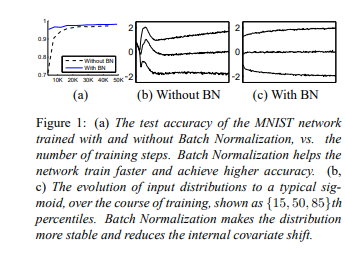 1
0.9
0.8
0.7
Without BN
With BN
10K 20K 30K 40K 50K
2
0
-2
2
0
-2
(a) (b) Without BN (c) With BN
Figure 1: (a) The test accuracy of the MNIST network
trained with and without Batch Normalization, vs. the
number of training steps. Batch Normalization helps the
network train faster and achieve higher accuracy. (b,
c) The evolution of input distributions to a typical sig-
moid, over the course of training, shown as {15, 50, 85}th
percentiles. Batch Normalization makes the distribution
more stable and reduces the internal covariate shift.